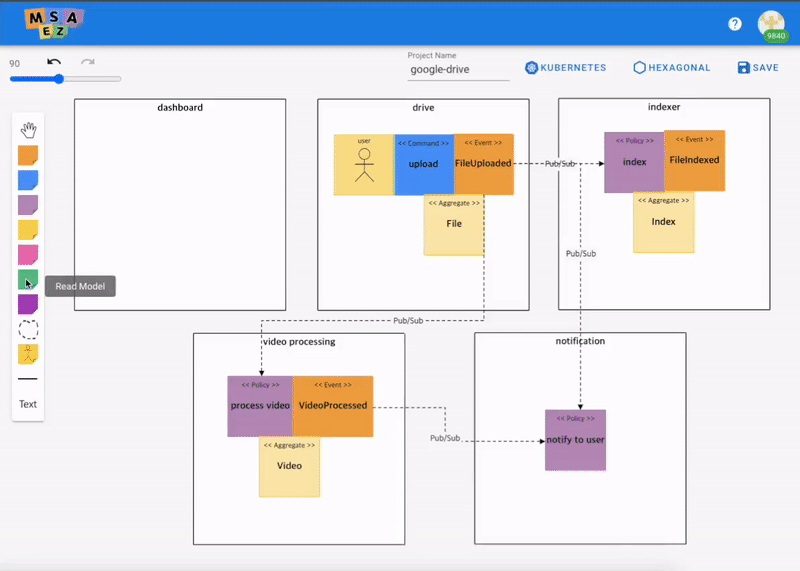 MSA
EZ
?
9840
90
Project Name
google-drive
KUBERNETES
HEXAGONAL
SAVE
dashboard
drive
indexer
user
<< Command >>
upload
<< Event >>
FileUploaded
<< Aggregate >>
File
Pub/Sub
<< Policy >>
index
<< Event >>
FileIndexed
<< Aggregate >>
Index
Pub/Sub
Read Model
Pub/Sub
video processing
notification
<< Policy >>
process video
<< Event >>
VideoProcessed
<< Aggregate >>
Video
Pub/Sub
<< Policy >>
notify to user
Text